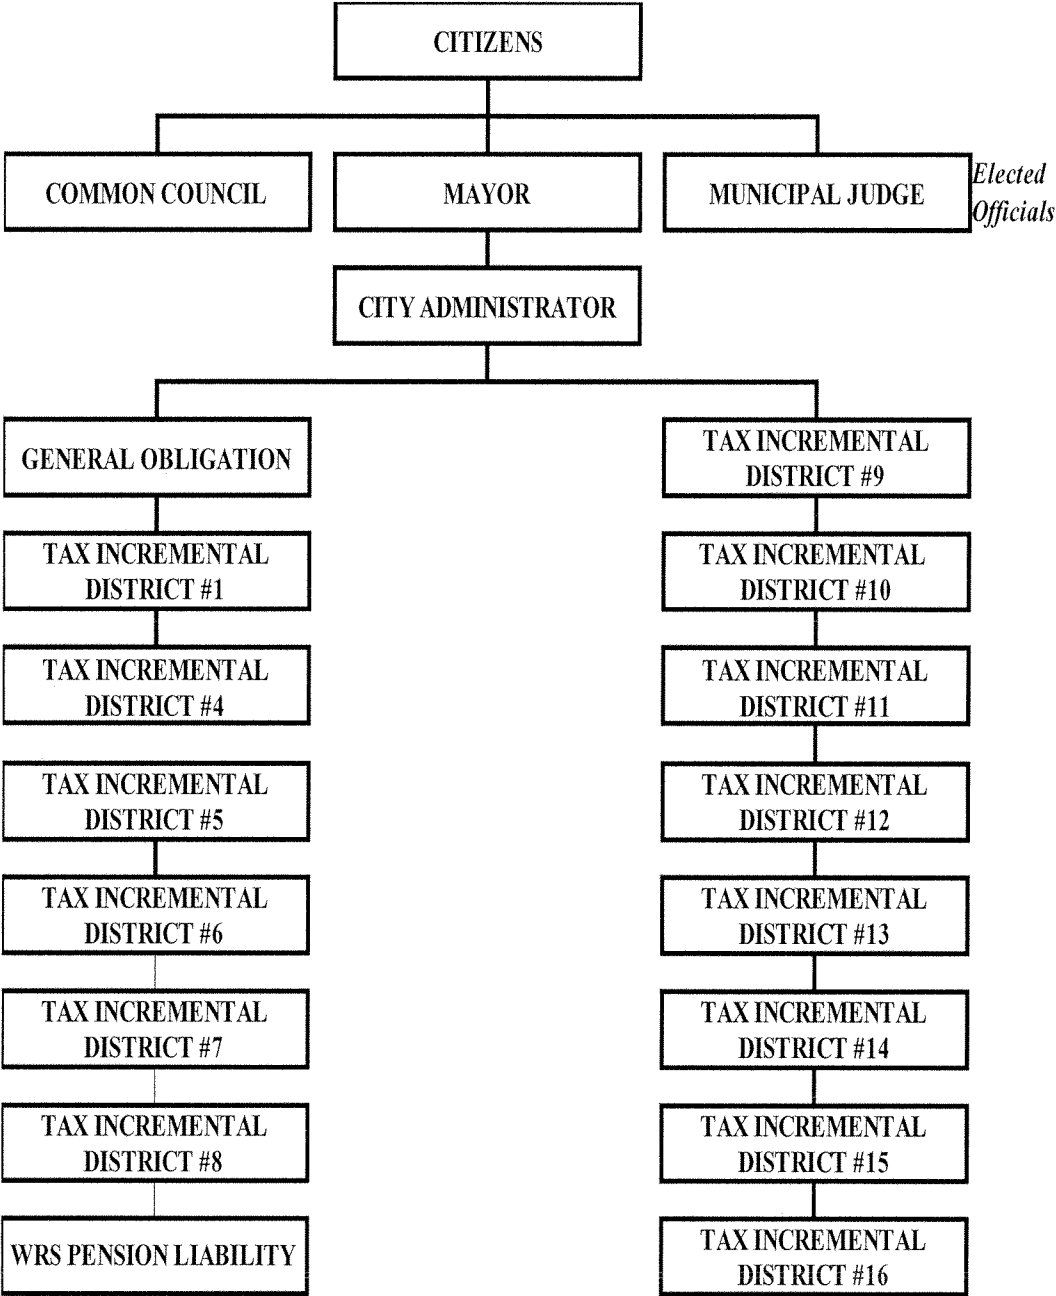 CITIZENS
COMMON COUNCIL
MAYOR
MUNICIPAL JUDGE
Elected
Officials
CITY ADMINISTRATOR
GENERAL OBLIGATION
TAX INCREMENTAL
DISTRICT #1
TAX INCREMENTAL
DISTRICT #4
TAX INCREMENTAL
DISTRICT #5
TAX INCREMENTAL
DISTRICT #6
TAX INCREMENTAL
DISTRICT #7
TAX INCREMENTAL
DISTRICT #8
WRS PENSION LIABILITY
TAX INCREMENTAL
DISTRICT #9
TAX INCREMENTAL
DISTRICT #10
TAX INCREMENTAL
DISTRICT #11
TAX INCREMENTAL
DISTRICT #12
TAX INCREMENTAL
DISTRICT #13
TAX INCREMENTAL
DISTRICT #14
TAX INCREMENTAL
DISTRICT #15
TAX INCREMENTAL
DISTRICT #16